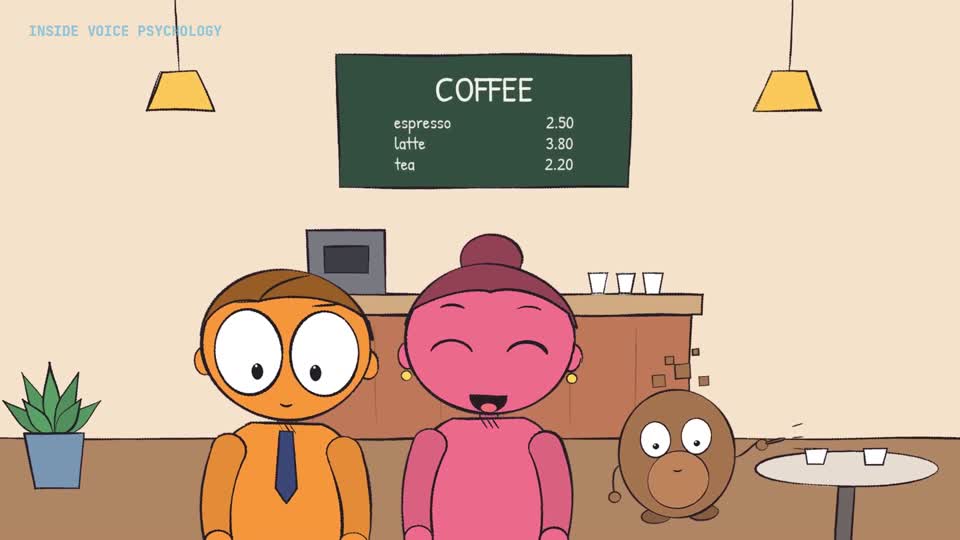 INSIDE VOICE PSYCHOLOGY
COFFEE
espresso 2.50
latte 3.80
tea 2.20